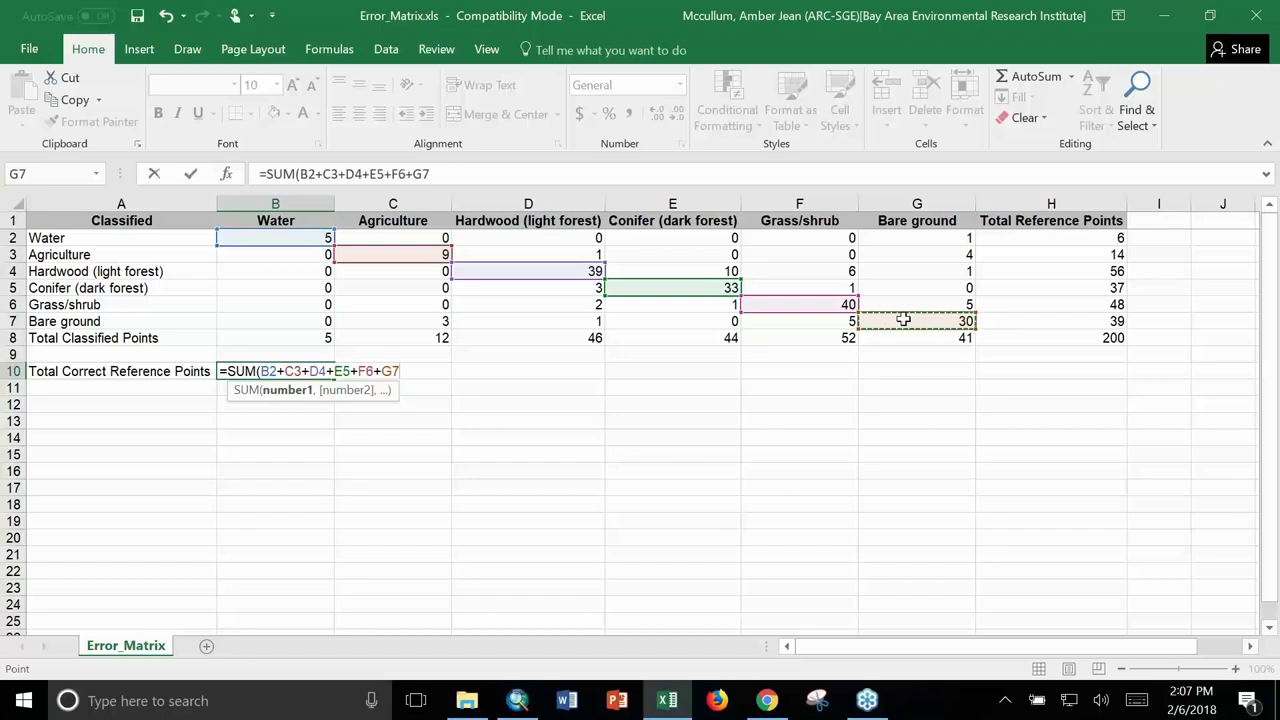 AutoSave Off
Error_Matrix.xls - Compatibility Mode - Excel
Mccullum, Amber Jean (ARC-SGE)[Bay Area Environmental Research Institute]
File Home Insert Draw Page Layout Formulas Data Review View Tell me what you want to do Share
Paste
Cut
Copy
Format Painter
Clipboard
10
B I U
Font
Wrap Text
Merge & Center
Alignment
General
$ % ,
Number
Conditional Formatting
Format as Table
Cell Styles
Styles
Insert Delete Format
Cells
AutoSum
Fill
Clear
Sort & Filter
Find & Select
Editing
G7 fx =SUM(B2+C3+D4+E5+F6+G7
A B C D E F G H I J
1 Classified Water Agriculture Hardwood (light forest) Conifer (dark forest) Grass/shrub Bare ground Total Reference Points
2 Water 5 0 0 0 0 1 6
3 Agriculture 0 9 1 0 0 4 14
4 Hardwood (light forest) 0 0 39 10 6 1 56
5 Conifer (dark forest) 0 0 3 33 1 0 37
6 Grass/shrub 0 0 2 1 40 5 48
7 Bare ground 0 3 1 0 5 30 39
8 Total Classified Points 5 12 46 44 52 41 200
9
10 Total Correct Reference Points =SUM(B2+C3+D4+E5+F6+G7
11 SUM(number1, [number2], ...)
12
13
14
15
16
17
18
19
20
21
22
23
24
25
Error_Matrix
Point
100%
Type here to search
2:07 PM
2/6/2018
1